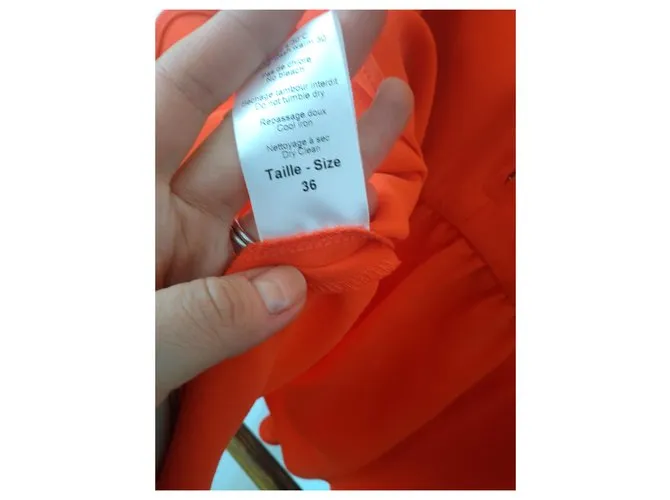 30°C
Pas de chlore
No bleach
Séchage tambour interdit
Do not tumble dry
Repassage doux
Cool iron
Nettoyage à sec
Dry Clean
Taille - Size
36